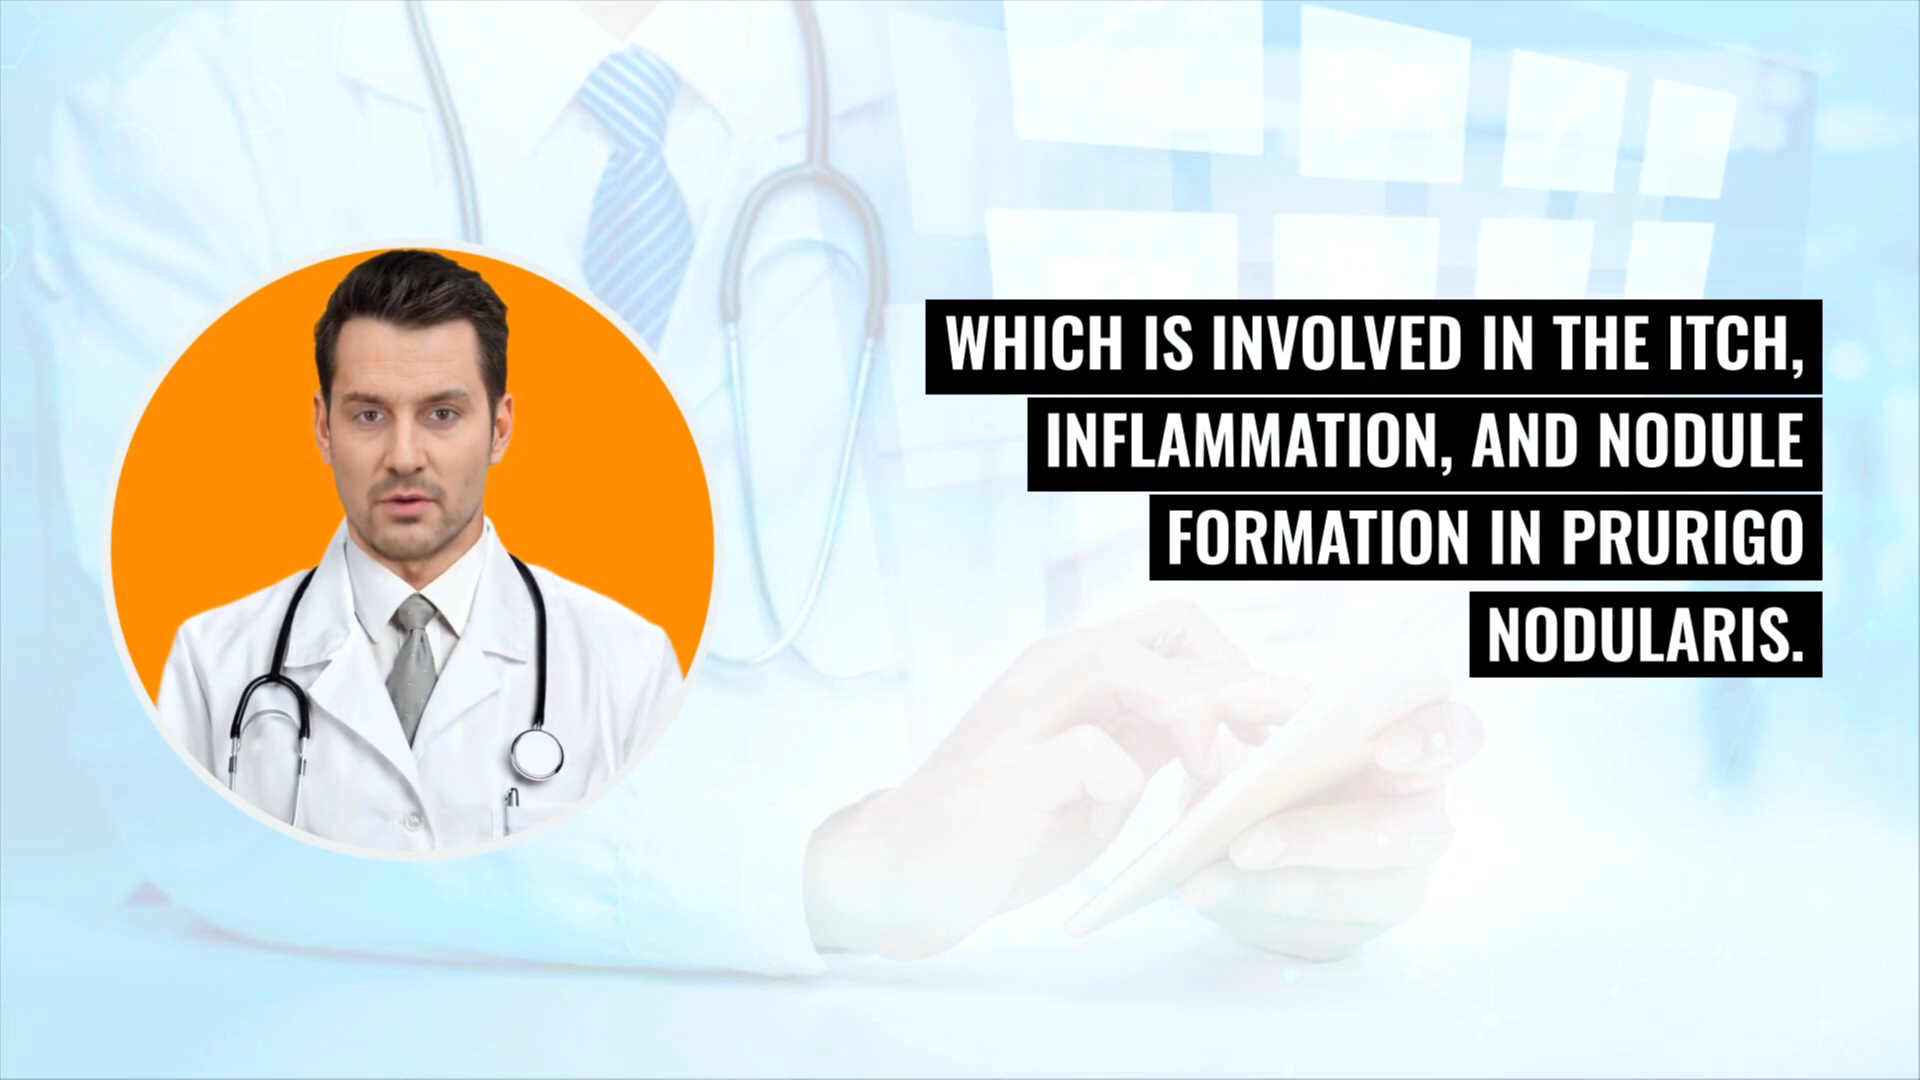 WHICH IS INVOLVED IN THE ITCH,
INFLAMMATION, AND NODULE
FORMATION IN PRURIGO
NODULARIS.